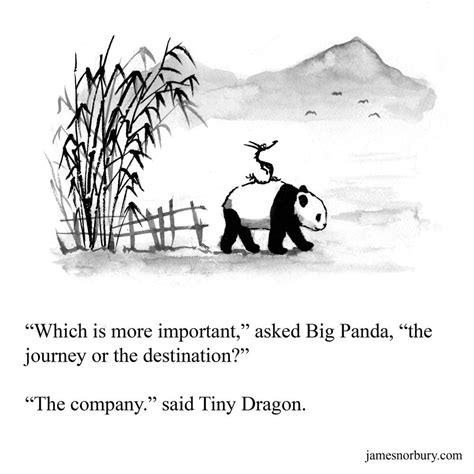 “Which is more important,” asked Big Panda, “the
journey or the destination?”
“The company.” said Tiny Dragon.
jamesnorbury.com